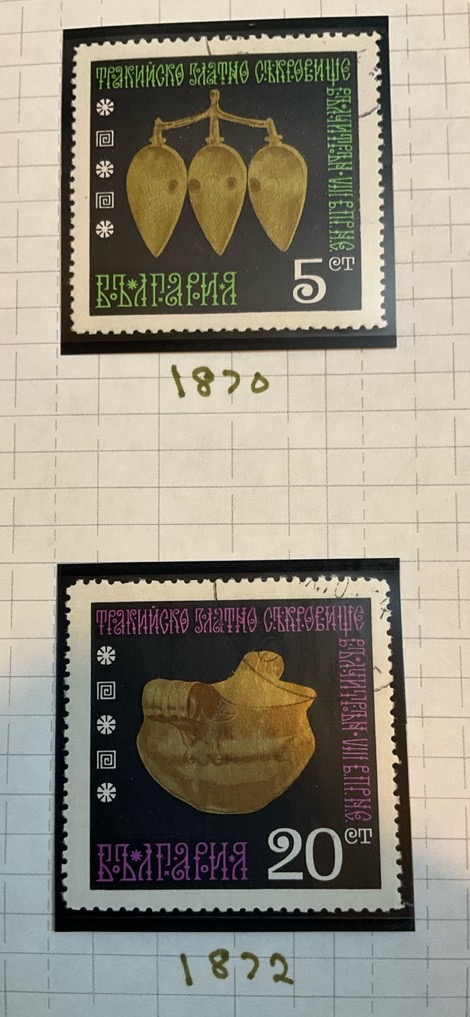 ТРАКИЙСКО ЗЛАТНО СЪКРОВИЩЕ
ВЪЛЧИТРЪН·VIII В.ПР.Н.Е.
БЪЛГАРИЯ
5 СТ
1870
ТРАКИЙСКО ЗЛАТНО СЪКРОВИЩЕ
ВЪЛЧИТРЪН·VIII В.ПР.Н.Е.
БЪЛГАРИЯ
20 СТ
1872